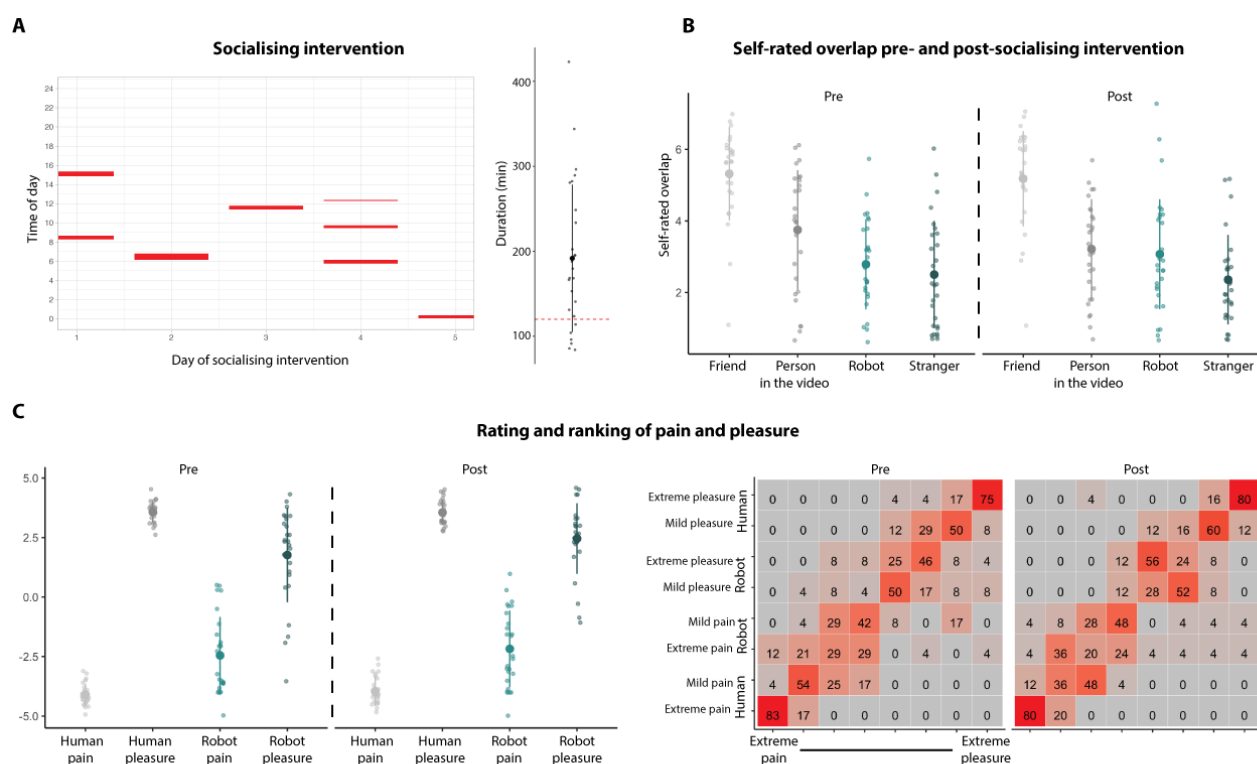 A
Socialising intervention
Time of day
24
22
20
18
16
14
12
10
8
6
4
2
0
1 2 3 4 5
Day of socialising intervention
Duration (min)
400
300
200
100
B
Self-rated overlap pre- and post-socialising intervention
Pre Post
Self-rated overlap
6
4
2
Friend Person in the video Robot Stranger Friend Person in the video Robot Stranger
C
Rating and ranking of pain and pleasure
Pre Post
5.0
2.5
0.0
-2.5
-5.0
Human pain Human pleasure Robot pain Robot pleasure Human pain Human pleasure Robot pain Robot pleasure
Pre Post
Human
Robot
Robot
Human
Extreme pleasure 0 0 0 0 4 4 17 75 0 0 4 0 0 0 16 80
Mild pleasure 0 0 0 0 12 29 50 8 0 0 0 0 12 16 60 12
Extreme pleasure 0 0 8 8 25 46 8 4 0 0 0 12 56 24 8 0
Mild pleasure 0 4 8 4 50 17 8 8 0 0 0 12 28 52 8 0
Mild pain 0 4 29 42 8 0 17 0 4 8 28 48 0 4 4 4
Extreme pain 12 21 29 29 0 4 0 4 4 36 20 24 4 4 4 4
Mild pain 4 54 25 17 0 0 0 0 12 36 48 4 0 0 0 0
Extreme pain 83 17 0 0 0 0 0 0 80 20 0 0 0 0 0 0
Extreme pain Extreme pleasure